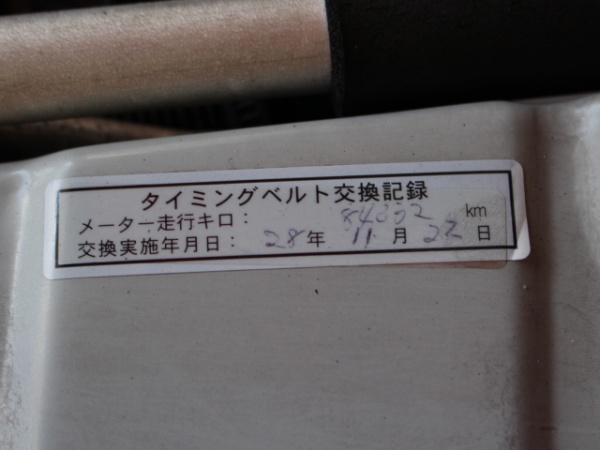 タイミングベルト交換記録
メーター走行キロ： 84332 km
交換実施年月日： 28年 11月 22日